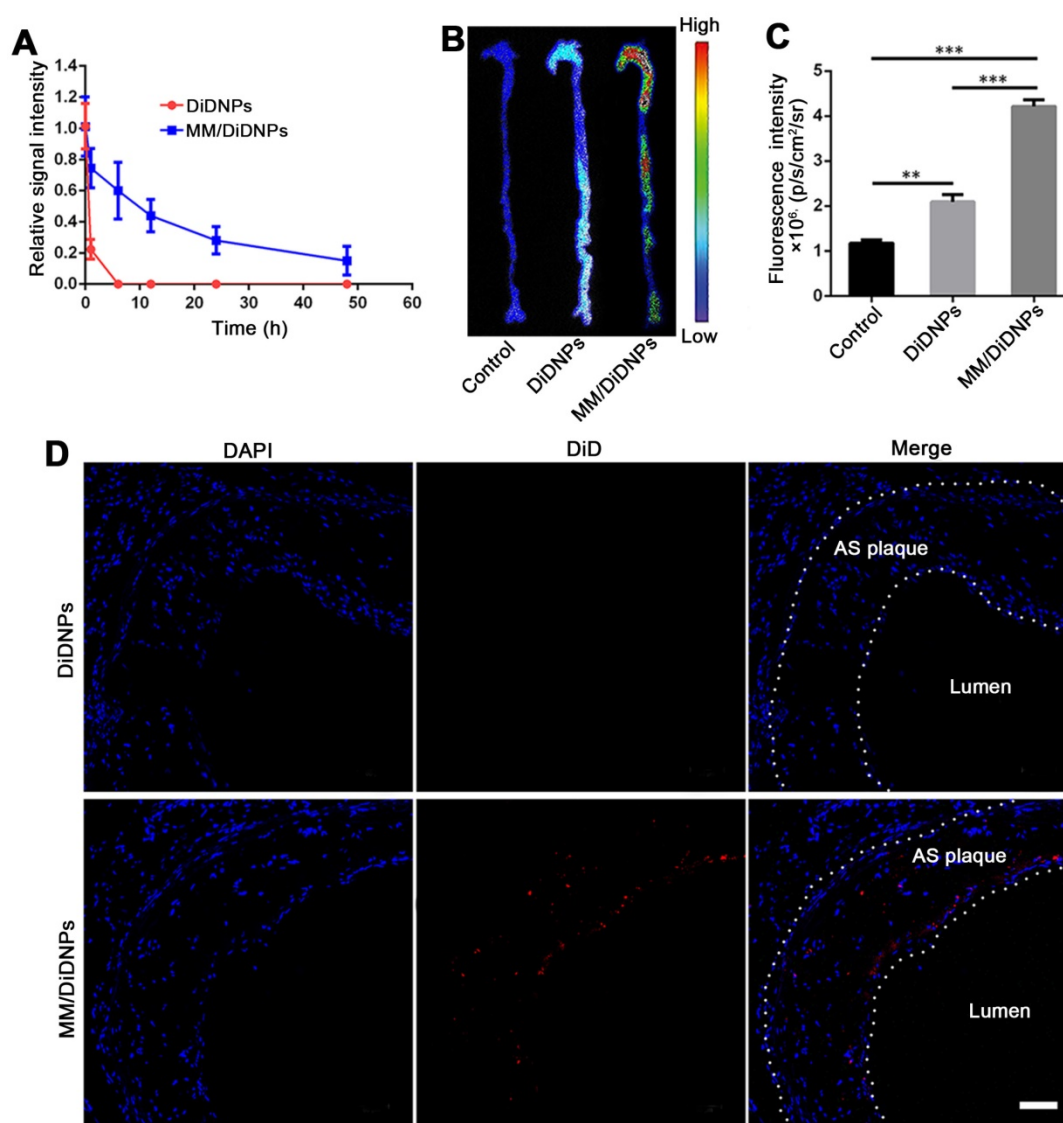 A
Relative signal intensity
1.4
1.2
1.0
0.8
0.6
0.4
0.2
0.0
0
10
20
30
40
50
60
Time (h)
DiDNPs
MM/DiDNPs
B
High
Low
Control
DiDNPs
MM/DiDNPs
C
Fluorescence intensity
×10⁶, (p/s/cm²/sr)
5
4
3
2
1
0
***
***
**
Control
DiDNPs
MM/DiDNPs
D
DAPI
DiD
Merge
DiDNPs
AS plaque
Lumen
MM/DiDNPs
AS plaque
Lumen